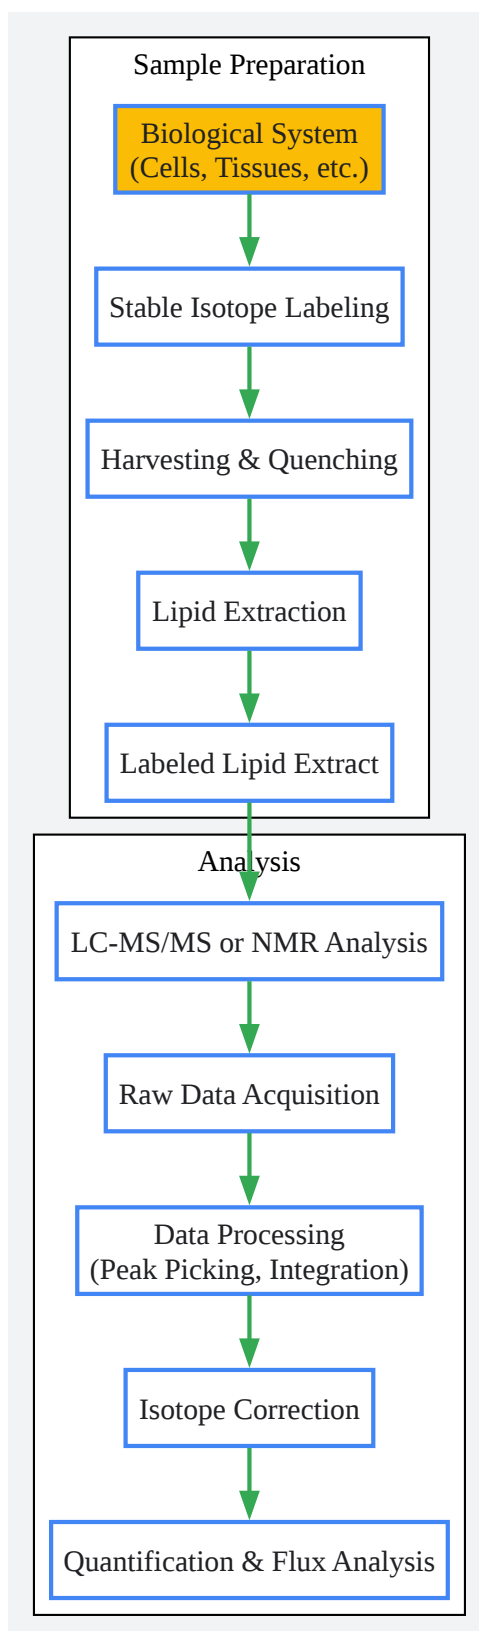 Sample Preparation
Biological System
(Cells, Tissues, etc.)
Stable Isotope Labeling
Harvesting & Quenching
Lipid Extraction
Labeled Lipid Extract
Analysis
LC-MS/MS or NMR Analysis
Raw Data Acquisition
Data Processing
(Peak Picking, Integration)
Isotope Correction
Quantification & Flux Analysis